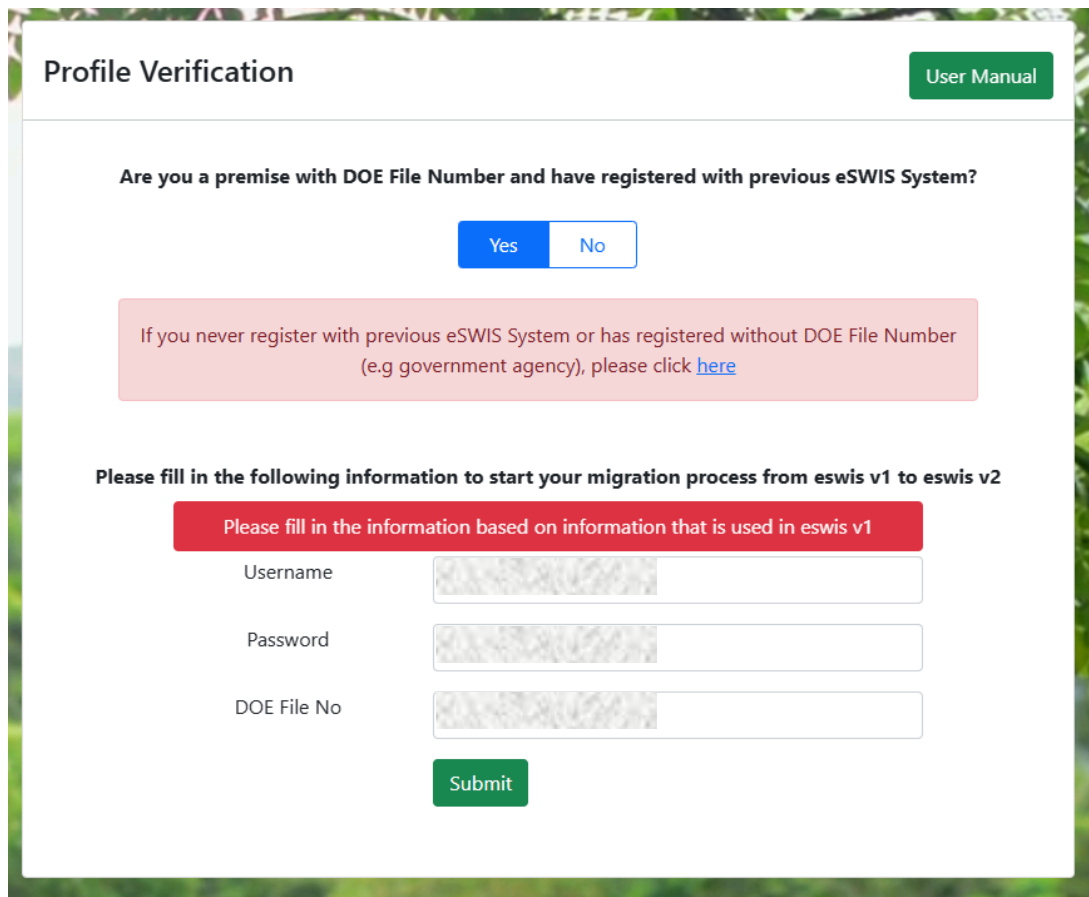 Profile Verification
User Manual
Are you a premise with DOE File Number and have registered with previous eSWIS System?
Yes
No
If you never register with previous eSWIS System or has registered without DOE File Number
(e.g government agency), please click here
Please fill in the following information to start your migration process from eswis v1 to eswis v2
Please fill in the information based on information that is used in eswis v1
Username
Password
DOE File No
Submit